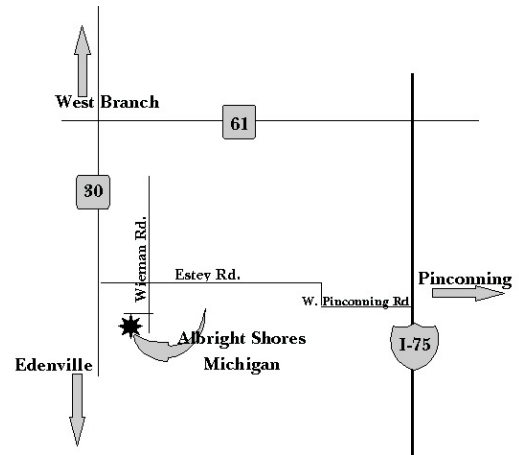 West Branch
61
30
Wieman Rd.
Estey Rd.
Pinconning
W. Pinconning Rd
Albright Shores
Michigan
I-75
Edenville